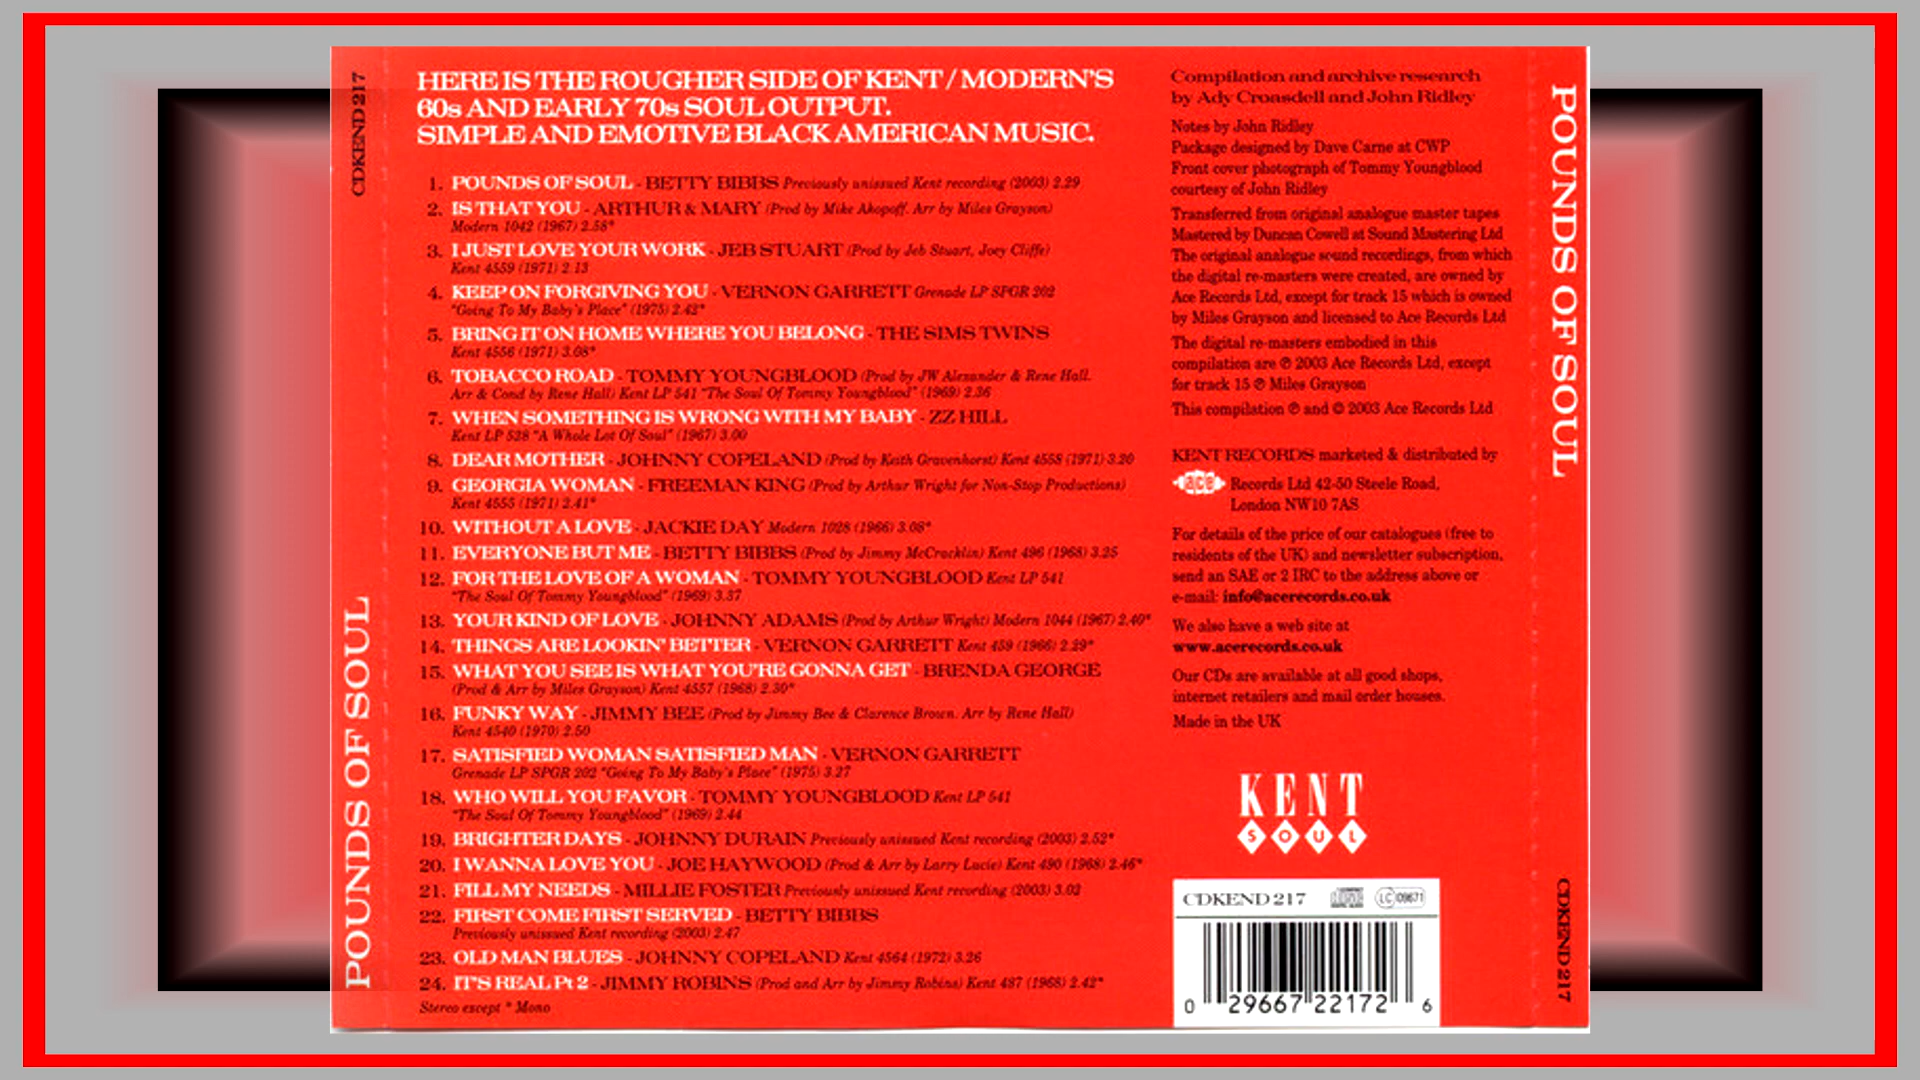 CDKEND 217
POUNDS OF SOUL
HERE IS THE ROUGHER SIDE OF KENT / MODERN'S
60s AND EARLY 70s SOUL OUTPUT.
SIMPLE AND EMOTIVE BLACK AMERICAN MUSIC.
1. POUNDS OF SOUL - BETTY BIBBS Previously unissued Kent recording (2003) 2.29
2. IS THAT YOU - ARTHUR & MARY (Prod by Mike Akopoff. Arr by Miles Grayson)
Modern 1042 (1967) 2.58*
3. I JUST LOVE YOUR WORK - JEB STUART (Prod by Jeb Stuart, Joey Cliffe)
Kent 4559 (1971) 2.13
4. KEEP ON FORGIVING YOU - VERNON GARRETT Grenade LP SPGR 202
"Going To My Baby's Place" (1975) 2.42*
5. BRING IT ON HOME WHERE YOU BELONG - THE SIMS TWINS
Kent 4556 (1971) 3.08*
6. TOBACCO ROAD - TOMMY YOUNGBLOOD (Prod by JW Alexander & Rene Hall.
Arr & Cond by Rene Hall) Kent LP 541 "The Soul Of Tommy Youngblood" (1969) 2.36
7. WHEN SOMETHING IS WRONG WITH MY BABY - ZZ HILL
Kent LP 528 "A Whole Lot Of Soul" (1967) 3.00
8. DEAR MOTHER - JOHNNY COPELAND (Prod by Keith Gravenhorst) Kent 4558 (1971) 3.20
9. GEORGIA WOMAN - FREEMAN KING (Prod by Arthur Wright for Non-Stop Productions)
Kent 4555 (1971) 2.41*
10. WITHOUT A LOVE - JACKIE DAY Modern 1028 (1966) 3.08*
11. EVERYONE BUT ME - BETTY BIBBS (Prod by Jimmy McCracklin) Kent 496 (1968) 3.25
12. FOR THE LOVE OF A WOMAN - TOMMY YOUNGBLOOD Kent LP 541
"The Soul Of Tommy Youngblood" (1969) 3.37
13. YOUR KIND OF LOVE - JOHNNY ADAMS (Prod by Arthur Wright) Modern 1044 (1967) 2.40*
14. THINGS ARE LOOKIN' BETTER - VERNON GARRETT Kent 459 (1966) 2.29*
15. WHAT YOU SEE IS WHAT YOU'RE GONNA GET - BRENDA GEORGE
(Prod & Arr by Miles Grayson) Kent 4557 (1968) 2.30*
16. FUNKY WAY - JIMMY BEE (Prod by Jimmy Bee & Clarence Brown. Arr by Rene Hall)
Kent 4540 (1970) 2.50
17. SATISFIED WOMAN SATISFIED MAN - VERNON GARRETT
Grenade LP SPGR 202 "Going To My Baby's Place" (1975) 3.27
18. WHO WILL YOU FAVOR - TOMMY YOUNGBLOOD Kent LP 541
"The Soul Of Tommy Youngblood" (1969) 2.44
19. BRIGHTER DAYS - JOHNNY DURAIN Previously unissued Kent recording (2003) 2.52*
20. I WANNA LOVE YOU - JOE HAYWOOD (Prod & Arr by Larry Lucie) Kent 490 (1968) 2.46*
21. FILL MY NEEDS - MILLIE FOSTER Previously unissued Kent recording (2003) 3.02
22. FIRST COME FIRST SERVED - BETTY BIBBS
Previously unissued Kent recording (2003) 2.47
23. OLD MAN BLUES - JOHNNY COPELAND Kent 4564 (1972) 3.26
24. IT'S REAL Pt 2 - JIMMY ROBINS (Prod and Arr by Jimmy Robins) Kent 487 (1968) 2.42*
Stereo except * Mono
Compilation and archive research
by Ady Croasdell and John Ridley
Notes by John Ridley
Package designed by Dave Carne at CWP
Front cover photograph of Tommy Youngblood
courtesy of John Ridley
Transferred from original analogue master tapes
Mastered by Duncan Cowell at Sound Mastering Ltd
The original analogue sound recordings, from which
the digital re-masters were created, are owned by
Ace Records Ltd, except for track 15 which is owned
by Miles Grayson and licensed to Ace Records Ltd
The digital re-masters embodied in this
compilation are ℗ 2003 Ace Records Ltd, except
for track 15 ℗ Miles Grayson
This compilation ℗ and © 2003 Ace Records Ltd
KENT RECORDS marketed & distributed by
ace Records Ltd 42-50 Steele Road,
London NW10 7AS
For details of the price of our catalogues (free to
residents of the UK) and newsletter subscription,
send an SAE or 2 IRC to the address above or
e-mail: info@acerecords.co.uk
We also have a web site at
www.acerecords.co.uk
Our CDs are available at all good shops,
internet retailers and mail order houses.
Made in the UK
KENT
SOUL
CDKEND 217 LC 09671
0 29667 22172 6
POUNDS OF SOUL
CDKEND 217